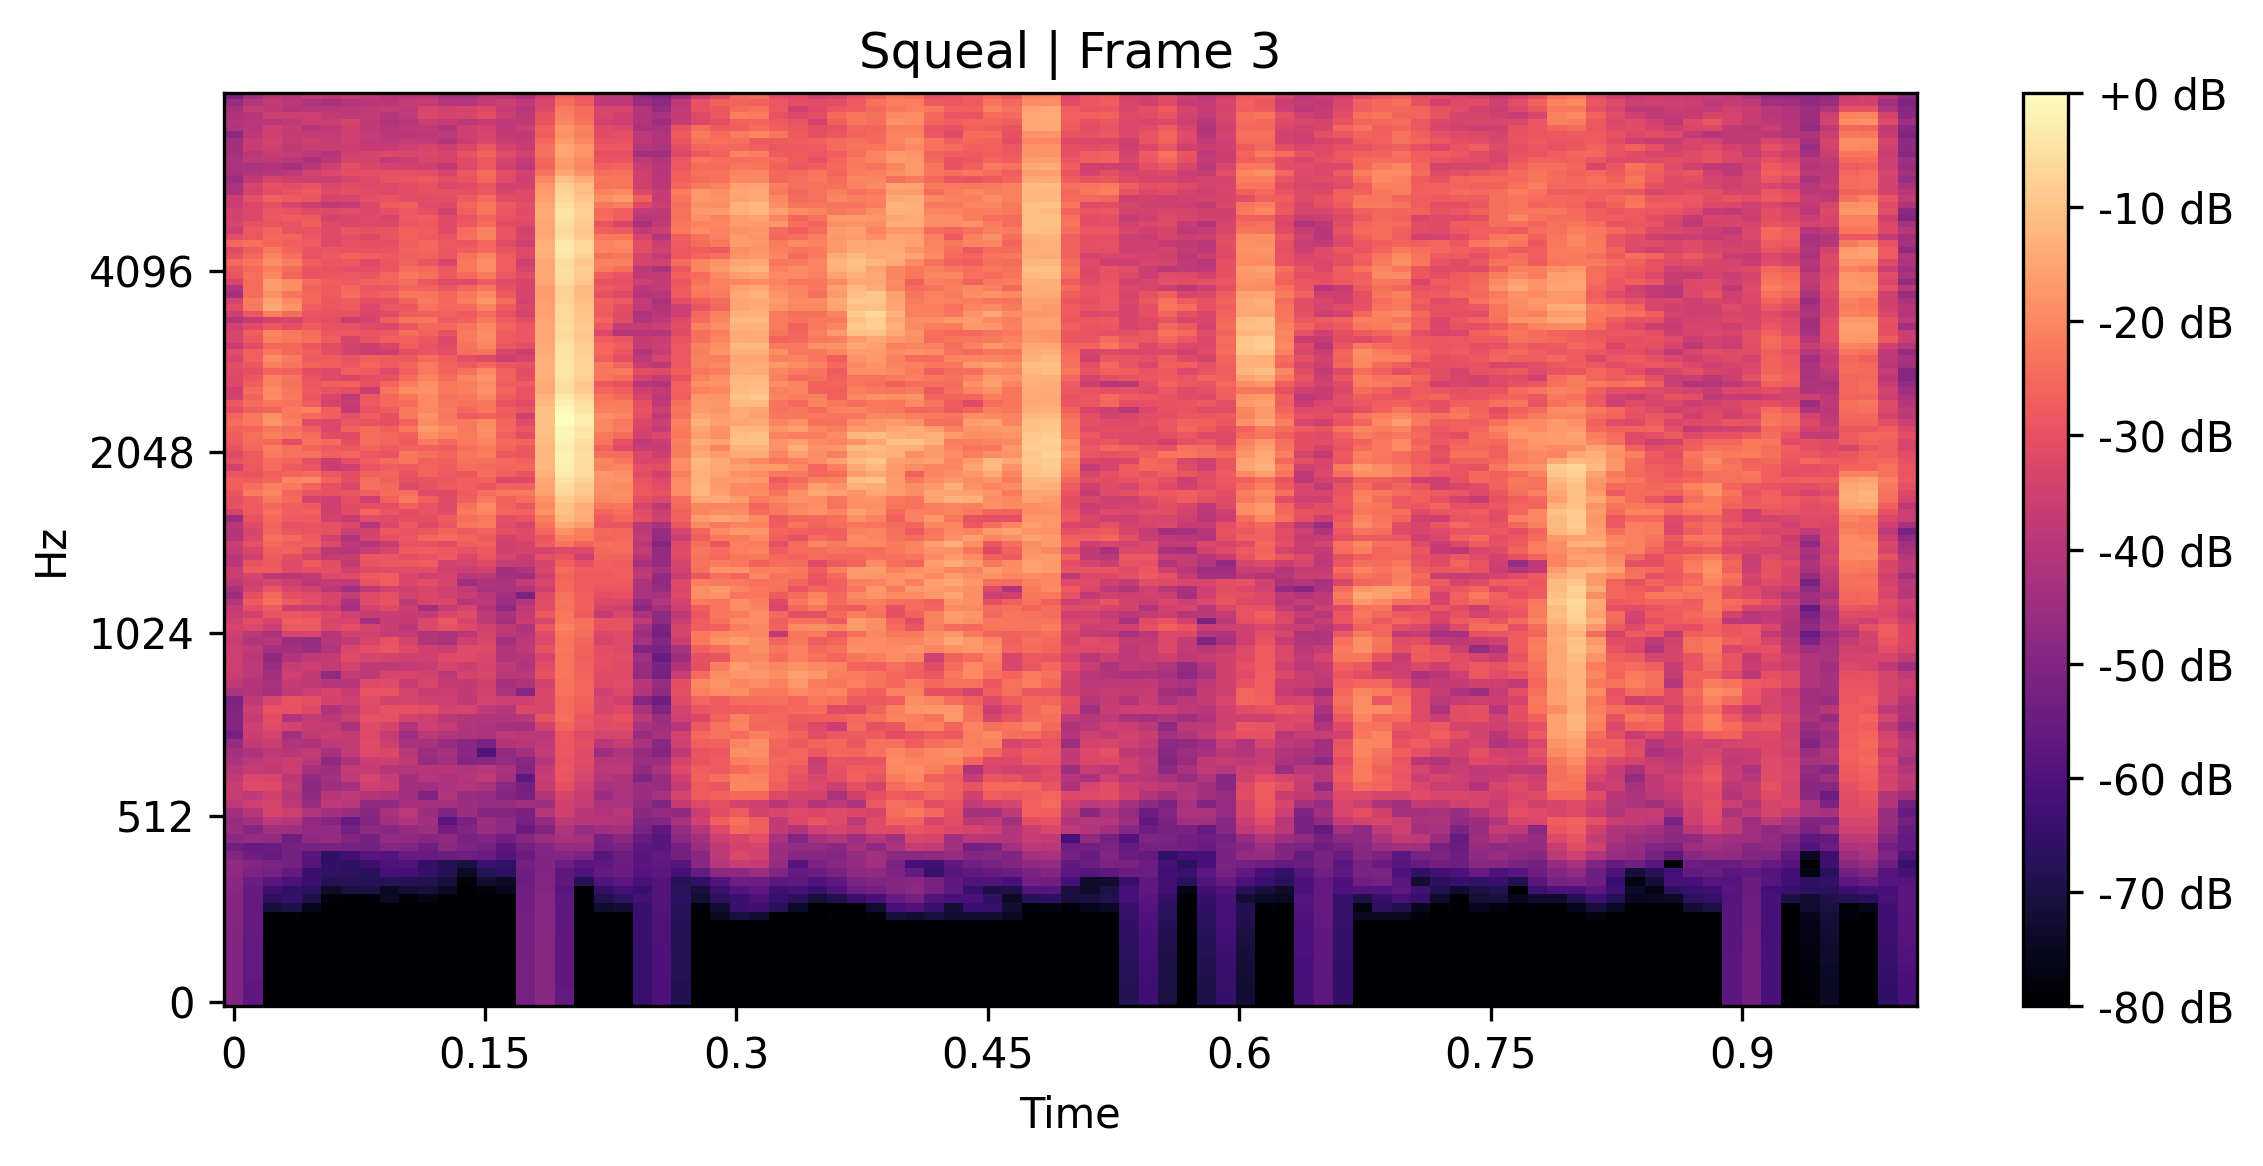 Squeal | Frame 3
Hz
4096
2048
1024
512
0
0 0.15 0.3 0.45 0.6 0.75 0.9
Time
+0 dB
-10 dB
-20 dB
-30 dB
-40 dB
-50 dB
-60 dB
-70 dB
-80 dB